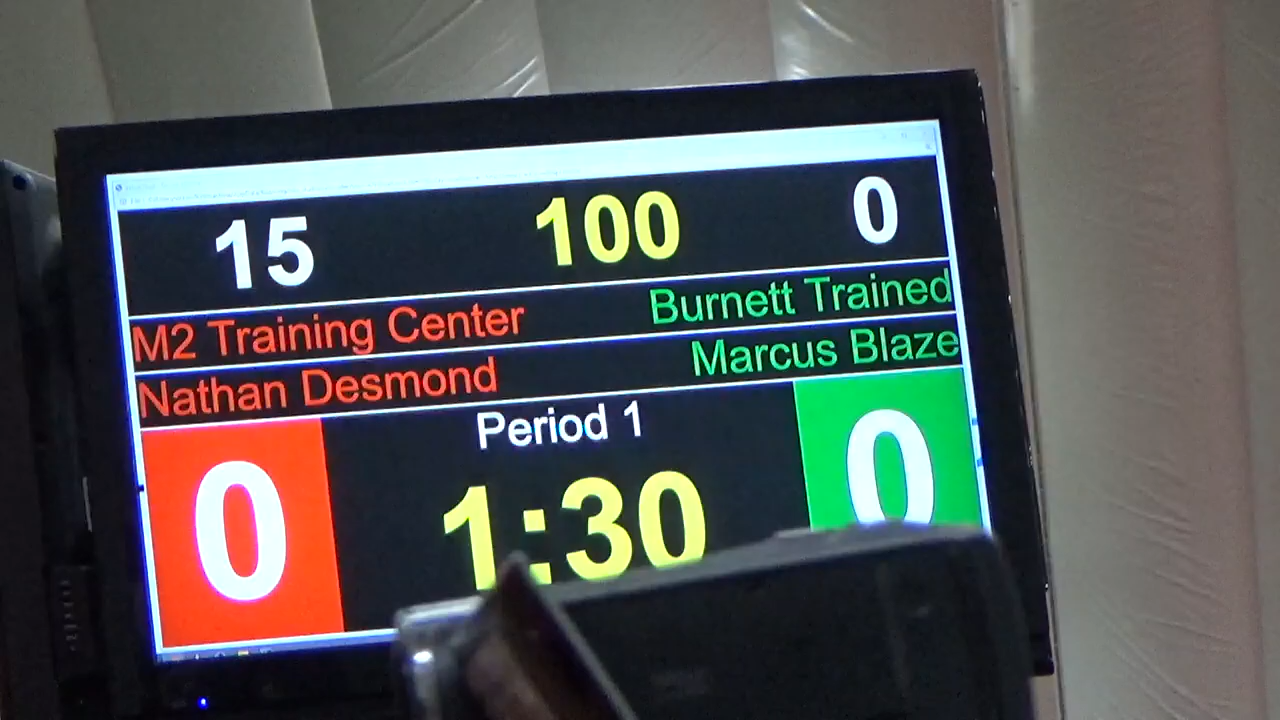 15 100 0
M2 Training Center Burnett Trained
Nathan Desmond Marcus Blaze
Period 1
0 1:30 0